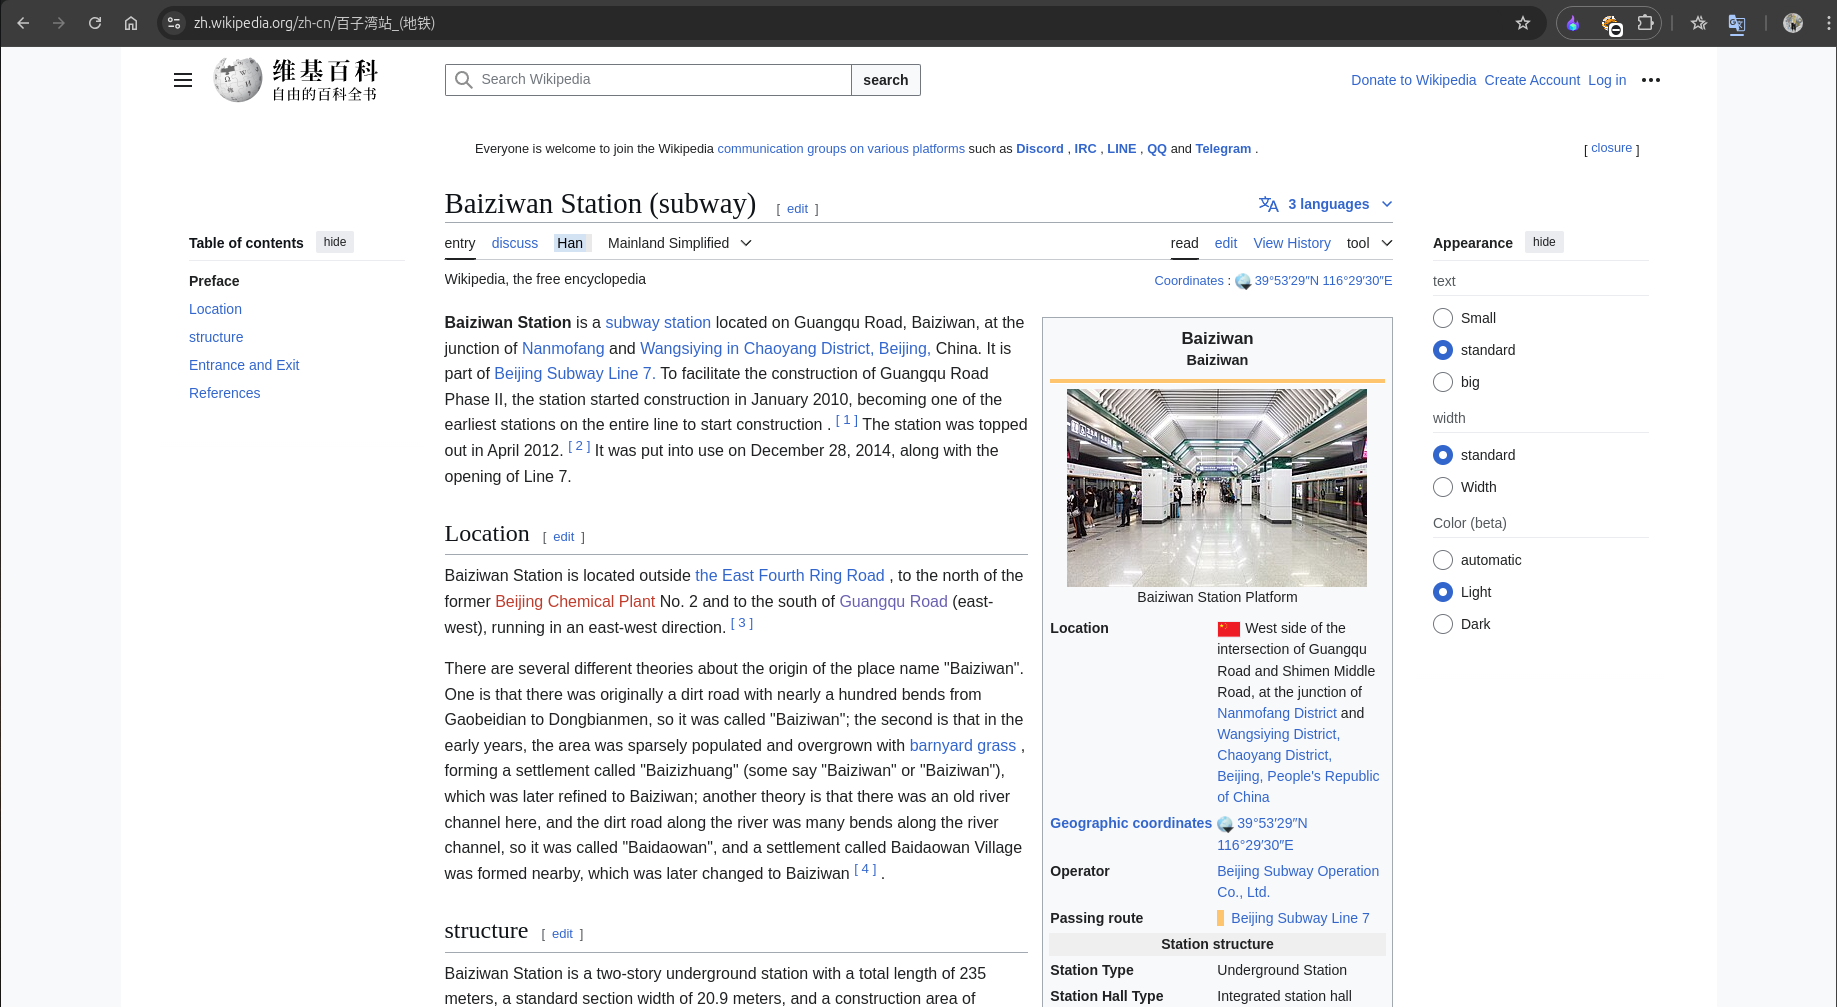 zh.wikipedia.org/zh-cn/百子湾站_(地铁)
维基百科
自由的百科全书
Search Wikipedia
search
Donate to Wikipedia Create Account Log in
Everyone is welcome to join the Wikipedia communication groups on various platforms such as Discord , IRC , LINE , QQ and Telegram .
[ closure ]
Baiziwan Station (subway) [ edit ]
3 languages
Table of contents hide
entry discuss Han Mainland Simplified
read edit View History tool
Appearance hide
Preface
Location
structure
Entrance and Exit
References
Wikipedia, the free encyclopedia
Coordinates : 39°53′29″N 116°29′30″E
Baiziwan Station is a subway station located on Guangqu Road, Baiziwan, at the
junction of Nanmofang and Wangsiying in Chaoyang District, Beijing, China. It is
part of Beijing Subway Line 7. To facilitate the construction of Guangqu Road
Phase II, the station started construction in January 2010, becoming one of the
earliest stations on the entire line to start construction . [ 1 ] The station was topped
out in April 2012. [ 2 ] It was put into use on December 28, 2014, along with the
opening of Line 7.
Location [ edit ]
Baiziwan Station is located outside the East Fourth Ring Road , to the north of the
former Beijing Chemical Plant No. 2 and to the south of Guangqu Road (east-
west), running in an east-west direction. [ 3 ]
There are several different theories about the origin of the place name "Baiziwan".
One is that there was originally a dirt road with nearly a hundred bends from
Gaobeidian to Dongbianmen, so it was called "Baiziwan"; the second is that in the
early years, the area was sparsely populated and overgrown with barnyard grass ,
forming a settlement called "Baizizhuang" (some say "Baiziwan" or "Baiziwan"),
which was later refined to Baiziwan; another theory is that there was an old river
channel here, and the dirt road along the river was many bends along the river
channel, so it was called "Baidaowan", and a settlement called Baidaowan Village
was formed nearby, which was later changed to Baiziwan [ 4 ] .
structure [ edit ]
Baiziwan Station is a two-story underground station with a total length of 235
meters, a standard section width of 20.9 meters, and a construction area of
Baiziwan
Baiziwan
Baiziwan Station Platform
Location
West side of the
intersection of Guangqu
Road and Shimen Middle
Road, at the junction of
Nanmofang District and
Wangsiying District,
Chaoyang District,
Beijing, People's Republic
of China
Geographic coordinates 39°53′29″N
116°29′30″E
Operator Beijing Subway Operation
Co., Ltd.
Passing route Beijing Subway Line 7
Station structure
Station Type Underground Station
Station Hall Type Integrated station hall
text
Small
standard
big
width
standard
Width
Color (beta)
automatic
Light
Dark